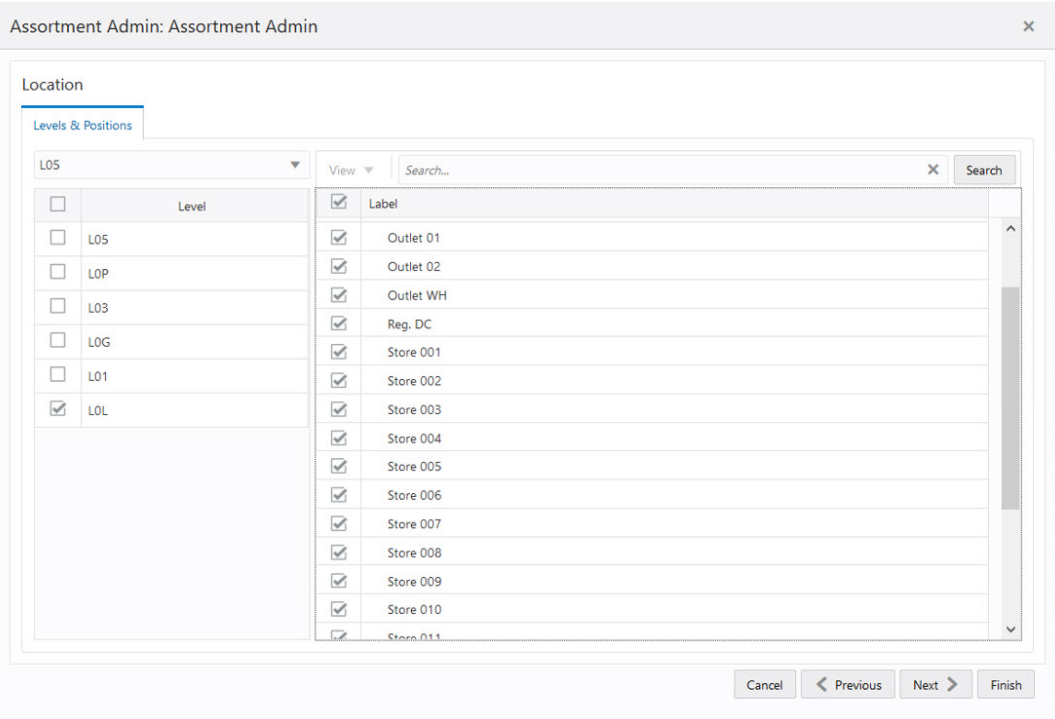 Assortment Admin: Assortment Admin
Location
Levels & Positions
L05
View
Search...
Search
Level
L05
L0P
L03
L0G
L01
L0L
Label
Outlet 01
Outlet 02
Outlet WH
Reg. DC
Store 001
Store 002
Store 003
Store 004
Store 005
Store 006
Store 007
Store 008
Store 009
Store 010
Store 011
Cancel
Previous
Next
Finish